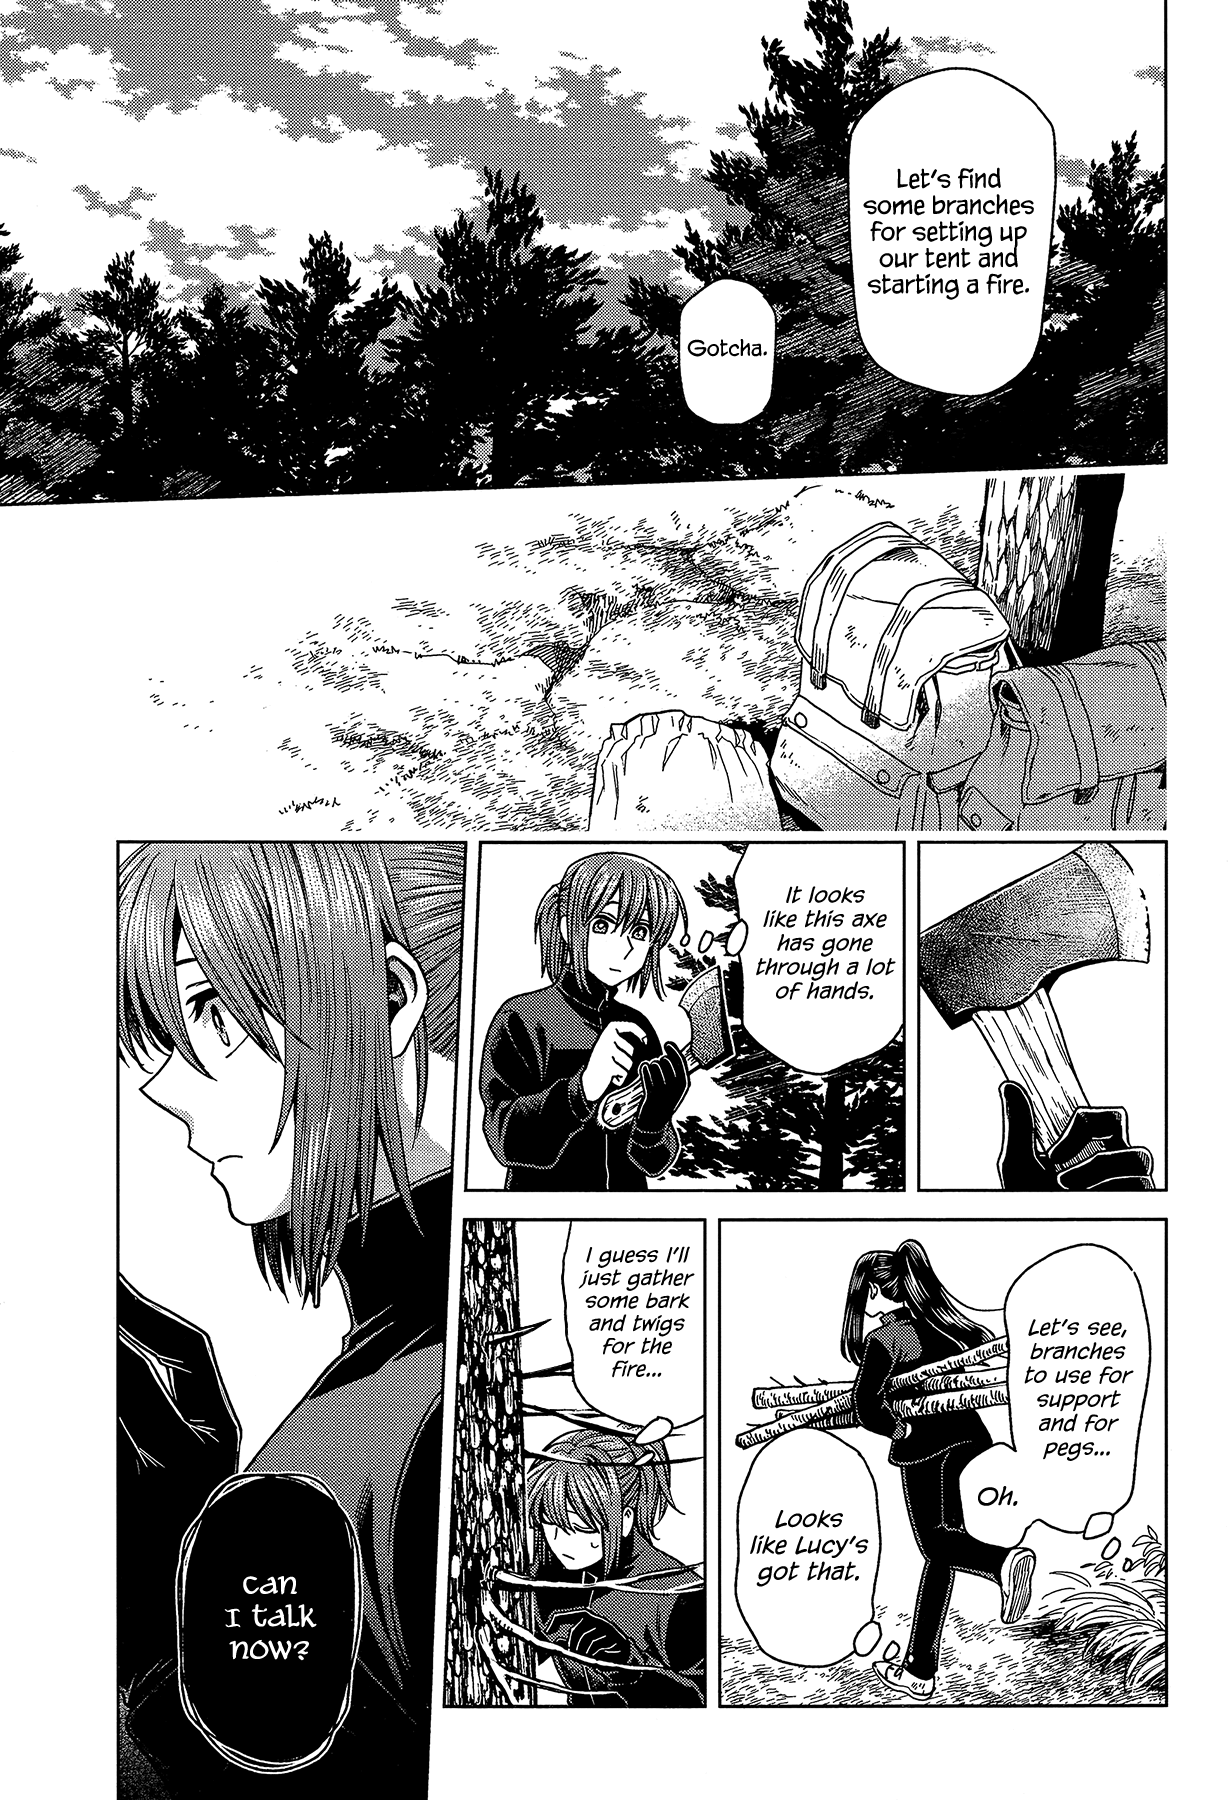 Let's find
some branches
for setting up
our tent and
starting a fire.
Gotcha.
It looks
like this axe
has gone
through a lot
of hands.
Let's see,
branches
to use for
support
and for
pegs...
Oh.
Looks
like Lucy's
got that.
I guess I'll
just gather
some bark
and twigs
for the
fire...
can
I talk
now?